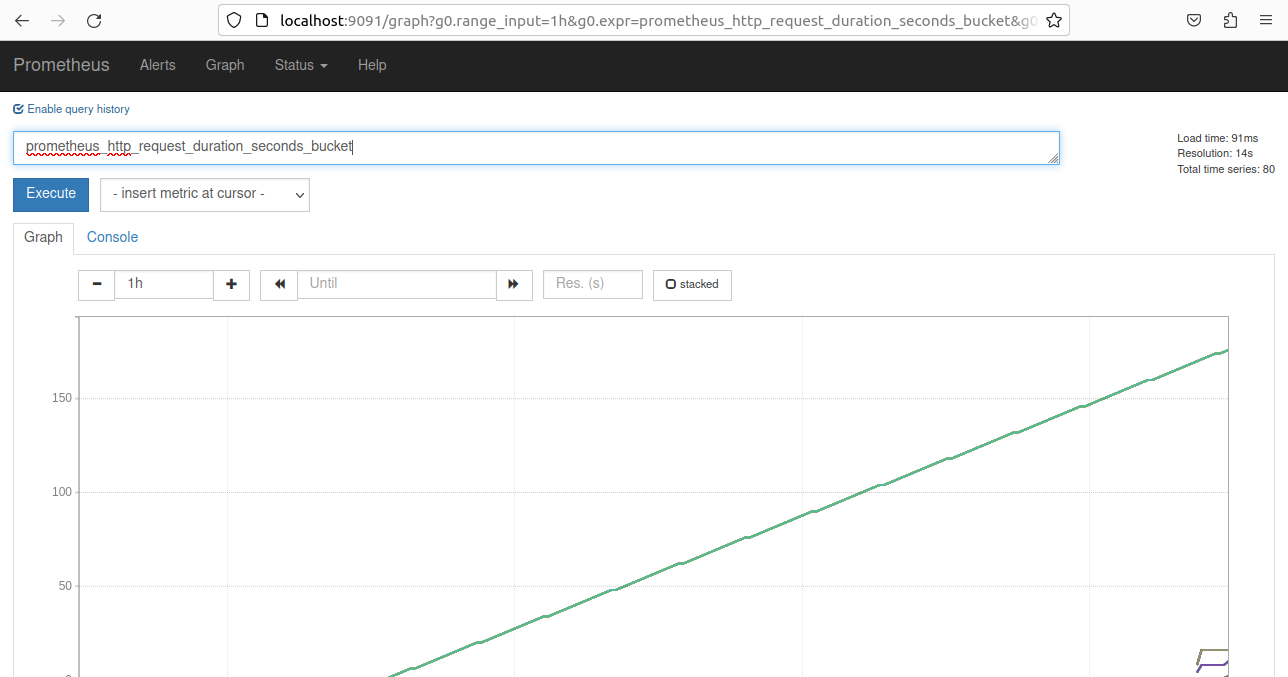 localhost:9091/graph?g0.range_input=1h&g0.expr=prometheus_http_request_duration_seconds_bucket&g0
Prometheus Alerts Graph Status Help
Enable query history
prometheus_http_request_duration_seconds_bucket
Load time: 91ms
Resolution: 14s
Total time series: 80
Execute - insert metric at cursor -
Graph Console
1h Until Res. (s) stacked
150
100
50
0